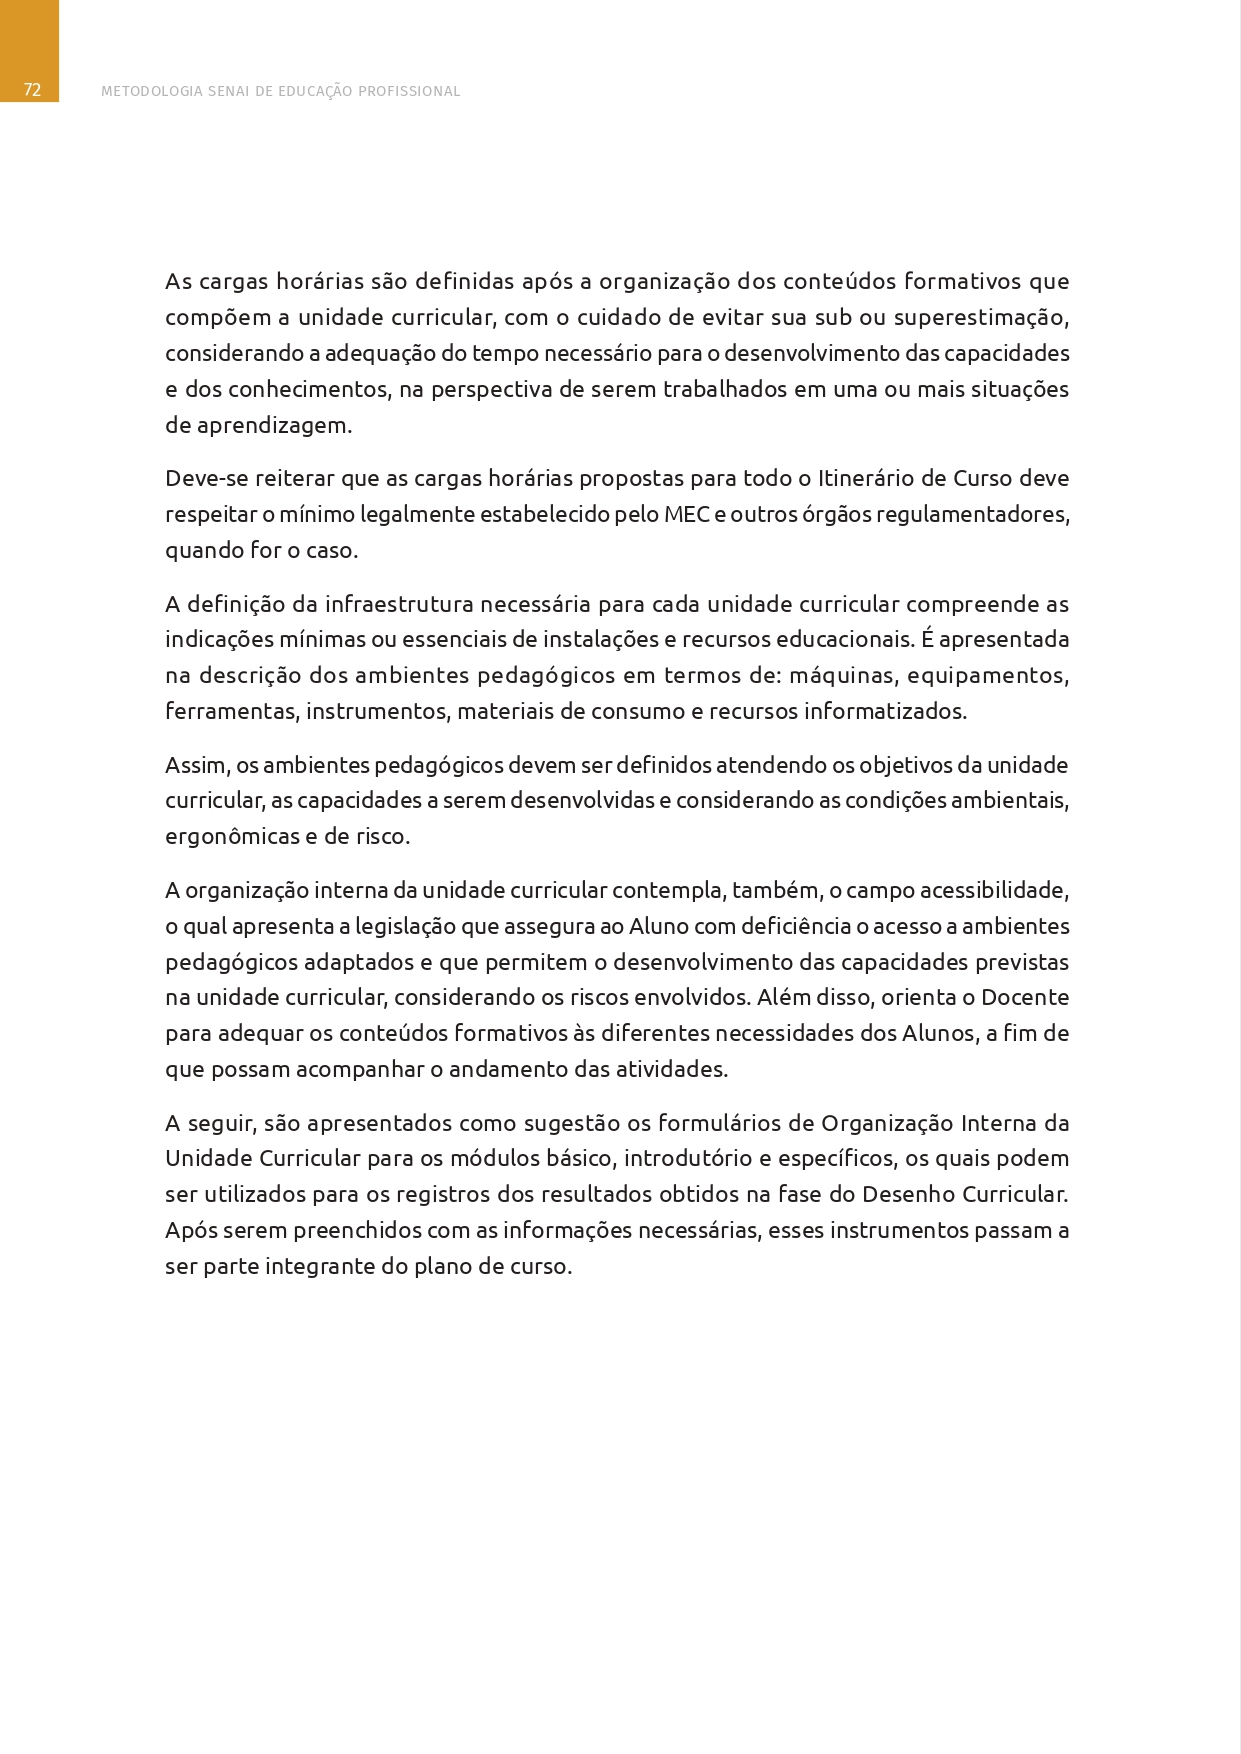 72
METODOLOGIA SENAI DE EDUCAÇÃO PROFISSIONAL
As cargas horárias são definidas após a organização dos conteúdos formativos que
compõem a unidade curricular, com o cuidado de evitar sua sub ou superestimação,
considerando a adequação do tempo necessário para o desenvolvimento das capacidades
e dos conhecimentos, na perspectiva de serem trabalhados em uma ou mais situações
de aprendizagem.
Deve-se reiterar que as cargas horárias propostas para todo o Itinerário de Curso deve
respeitar o mínimo legalmente estabelecido pelo MEC e outros órgãos regulamentadores,
quando for o caso.
A definição da infraestrutura necessária para cada unidade curricular compreende as
indicações mínimas ou essenciais de instalações e recursos educacionais. É apresentada
na descrição dos ambientes pedagógicos em termos de: máquinas, equipamentos,
ferramentas, instrumentos, materiais de consumo e recursos informatizados.
Assim, os ambientes pedagógicos devem ser definidos atendendo os objetivos da unidade
curricular, as capacidades a serem desenvolvidas e considerando as condições ambientais,
ergonômicas e de risco.
A organização interna da unidade curricular contempla, também, o campo acessibilidade,
o qual apresenta a legislação que assegura ao Aluno com deficiência o acesso a ambientes
pedagógicos adaptados e que permitem o desenvolvimento das capacidades previstas
na unidade curricular, considerando os riscos envolvidos. Além disso, orienta o Docente
para adequar os conteúdos formativos às diferentes necessidades dos Alunos, a fim de
que possam acompanhar o andamento das atividades.
A seguir, são apresentados como sugestão os formulários de Organização Interna da
Unidade Curricular para os módulos básico, introdutório e específicos, os quais podem
ser utilizados para os registros dos resultados obtidos na fase do Desenho Curricular.
Após serem preenchidos com as informações necessárias, esses instrumentos passam a
ser parte integrante do plano de curso.